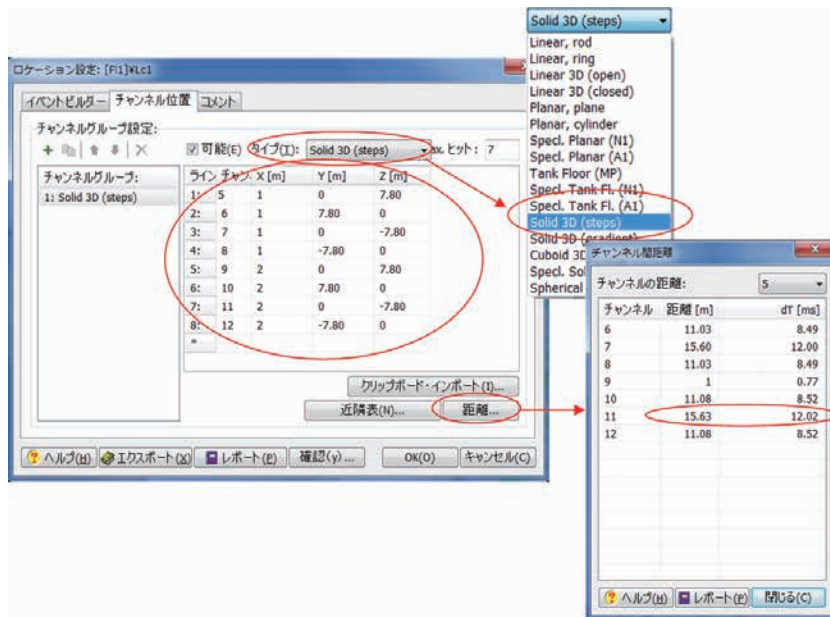 Solid 3D (steps)
Linear, rod
Linear, ring
Linear 3D (open)
Linear 3D (closed)
Planar, plane
Planar, cylinder
Specl. Planar (N1)
Specl. Planar (A1)
Tank Floor (MP)
Specl. Tank Fl. (N1)
Specl. Tank Fl. (A1)
Solid 3D (steps)
Solid 3D (gradient)
Cuboid 3D
Specl. Sol
Spherical
ロケーション設定: [Fl1]¥Lc1
イベントビルダー チャンネル位置 コメント
チャンネルグループ設定:
可能(E) タイプ(T): Solid 3D (steps) ax. ヒット: 7
チャンネルグループ:
1: Solid 3D (steps)
ライン チャン X [m] Y [m] Z [m]
1: 5 1 0 7.80
2: 6 1 7.80 0
3: 7 1 0 -7.80
4: 8 1 -7.80 0
5: 9 2 0 7.80
6: 10 2 7.80 0
7: 11 2 0 -7.80
8: 12 2 -7.80 0
*
クリップボード・インポート(I)...
近隣表(N)... 距離...
ヘルプ(H) エクスポート(X) レポート(P) 確認(y)... OK(O) キャンセル(C)
チャンネル間距離
チャンネルの距離: 5
チャンネル 距離 [m] dT [ms]
6 11.03 8.49
7 15.60 12.00
8 11.03 8.49
9 1 0.77
10 11.08 8.52
11 15.63 12.02
12 11.08 8.52
ヘルプ(H) レポート(P) 閉じる(C)